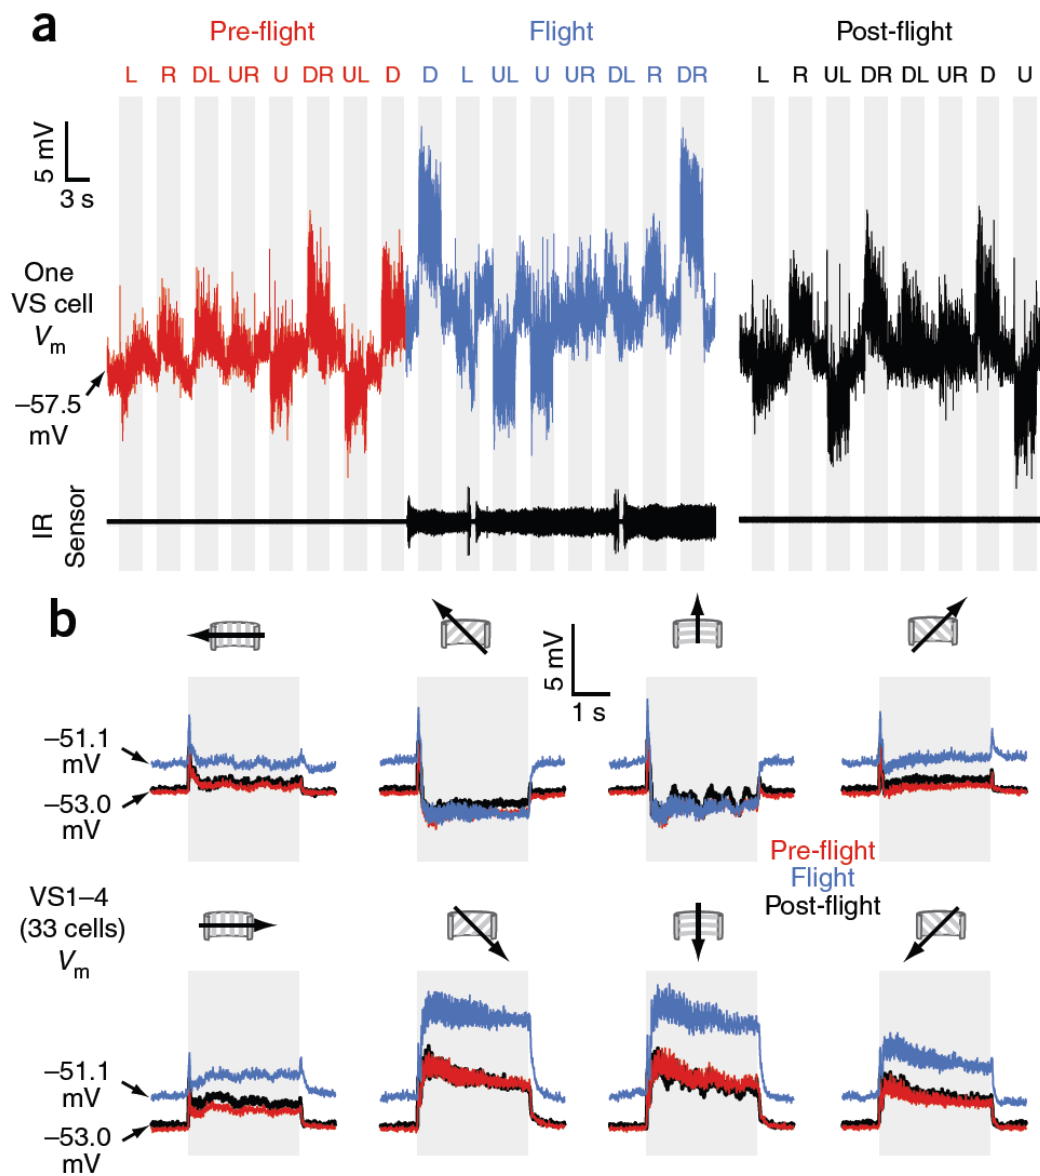 a
Pre-flight Flight Post-flight
L R DL UR U DR UL D D L UL U UR DL R DR L R UL DR DL UR D U
5 mV
3 s
One
VS cell
Vm
–57.5
mV
IR
Sensor
b
5 mV
1 s
–51.1
mV
–53.0
mV
Pre-flight
Flight
Post-flight
VS1–4
(33 cells)
Vm
–51.1
mV
–53.0
mV